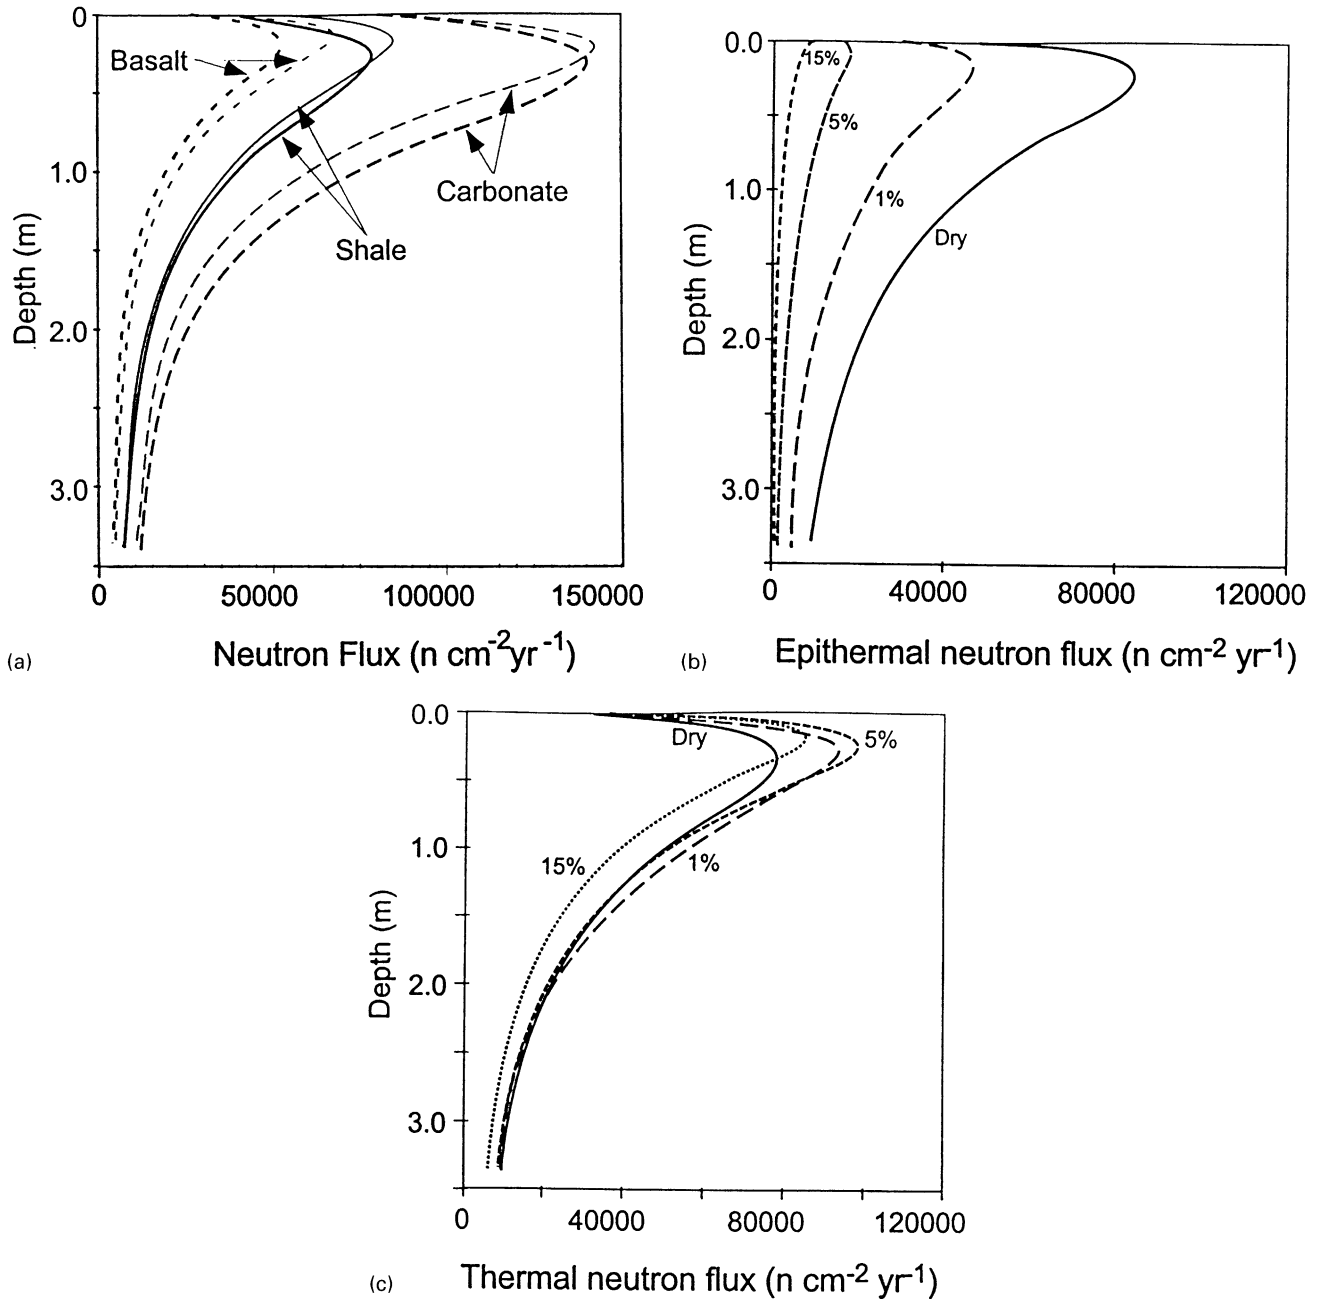 0
Basalt
1.0
Carbonate
Shale
Depth (m)
2.0
3.0
0 50000 100000 150000
(a) Neutron Flux (n cm-2yr-1)
0.0
15%
5%
1.0
1%
Dry
Depth (m)
2.0
3.0
0 40000 80000 120000
(b) Epithermal neutron flux (n cm-2 yr-1)
0.0
Dry
5%
1.0
15%
1%
Depth (m)
2.0
3.0
0 40000 80000 120000
(c) Thermal neutron flux (n cm-2 yr-1)